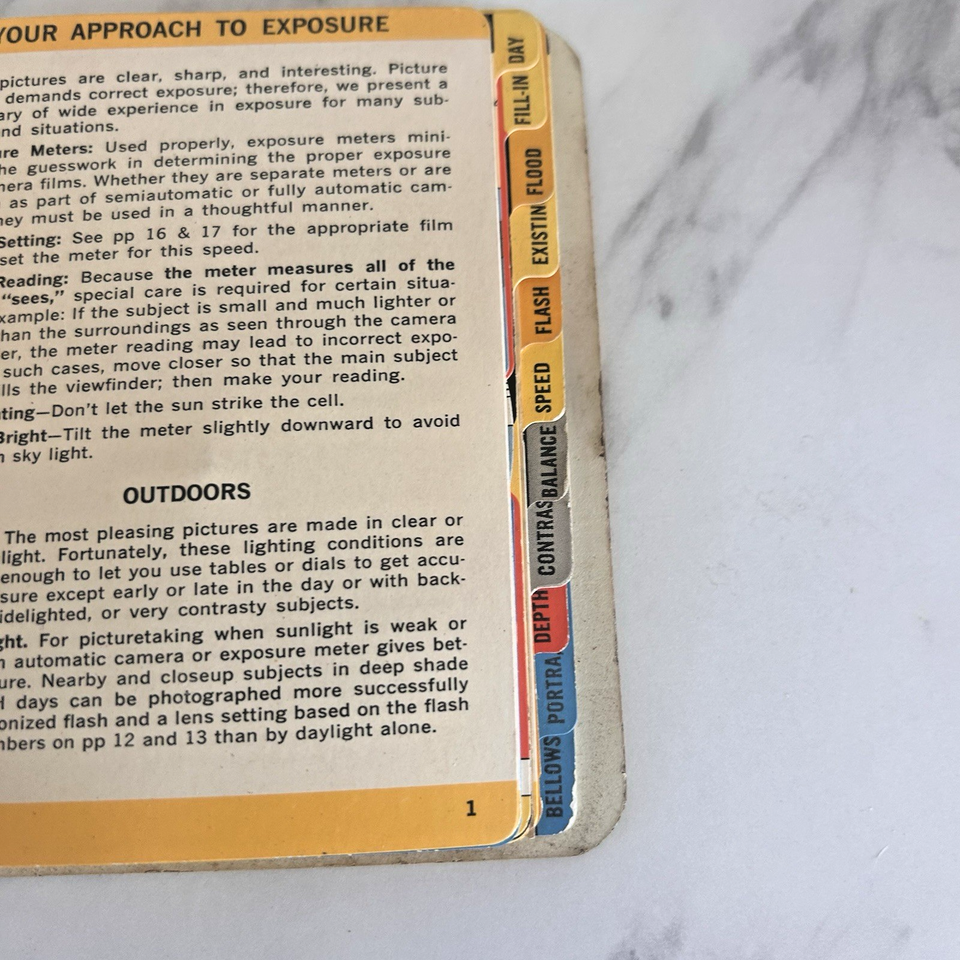 YOUR APPROACH TO EXPOSURE
pictures are clear, sharp, and interesting. Picture
demands correct exposure; therefore, we present a
ary of wide experience in exposure for many sub-
nd situations.
ure Meters: Used properly, exposure meters mini-
he guesswork in determining the proper exposure
mera films. Whether they are separate meters or are
as part of semiautomatic or fully automatic cam-
hey must be used in a thoughtful manner.
Setting: See pp 16 & 17 for the appropriate film
set the meter for this speed.
Reading: Because the meter measures all of the
"sees," special care is required for certain situa-
xample: If the subject is small and much lighter or
than the surroundings as seen through the camera
er, the meter reading may lead to incorrect expo-
such cases, move closer so that the main subject
lls the viewfinder; then make your reading.
ting—Don't let the sun strike the cell.
Bright—Tilt the meter slightly downward to avoid
n sky light.
OUTDOORS
The most pleasing pictures are made in clear or
light. Fortunately, these lighting conditions are
enough to let you use tables or dials to get accu-
sure except early or late in the day or with back-
idelighted, or very contrasty subjects.
ght. For picturetaking when sunlight is weak or
n automatic camera or exposure meter gives bet-
ure. Nearby and closeup subjects in deep shade
d days can be photographed more successfully
onized flash and a lens setting based on the flash
mbers on pp 12 and 13 than by daylight alone.
1
DAY
FILL-IN
FLOOD
EXISTIN
FLASH
SPEED
BALANCE
CONTRAS
DEPTH
PORTRA
BELLOWS